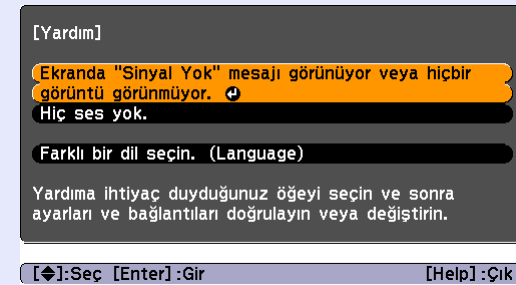 [Yardım]
Ekranda "Sinyal Yok" mesajı görünüyor veya hiçbir
görüntü görünmüyor.
Hiç ses yok.
Farklı bir dil seçin. (Language)
Yardıma ihtiyaç duyduğunuz öğeyi seçin ve sonra
ayarları ve bağlantıları doğrulayın veya değiştirin.
[◆]:Seç [Enter]:Gir [Help]:Çık